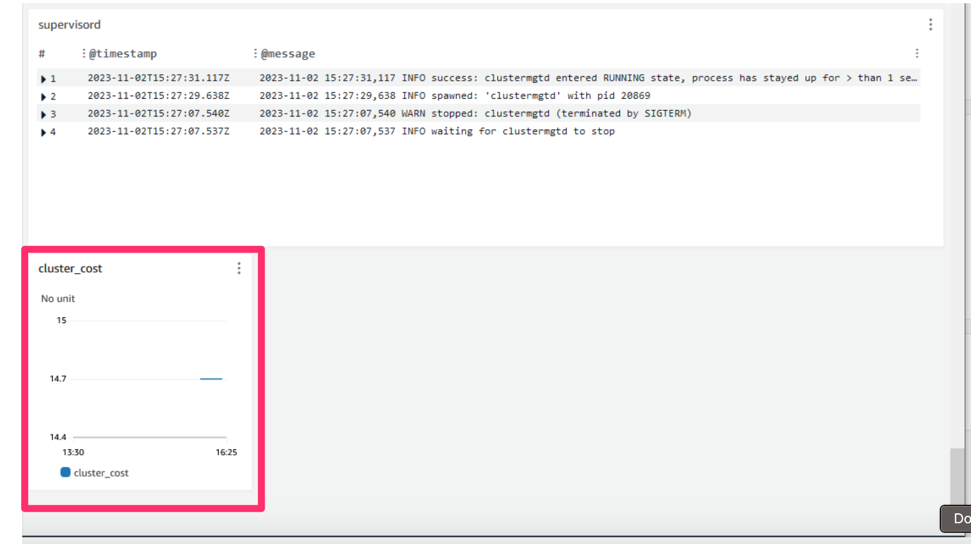 supervisord
# @timestamp @message
1 2023-11-02T15:27:31.117Z 2023-11-02 15:27:31,117 INFO success: clustermgtd entered RUNNING state, process has stayed up for > than 1 se…
2 2023-11-02T15:27:29.638Z 2023-11-02 15:27:29,638 INFO spawned: 'clustermgtd' with pid 20869
3 2023-11-02T15:27:07.540Z 2023-11-02 15:27:07,540 WARN stopped: clustermgtd (terminated by SIGTERM)
4 2023-11-02T15:27:07.537Z 2023-11-02 15:27:07,537 INFO waiting for clustermgtd to stop
cluster_cost
No unit
15
14.7
14.4
13:30 16:25
cluster_cost
Do